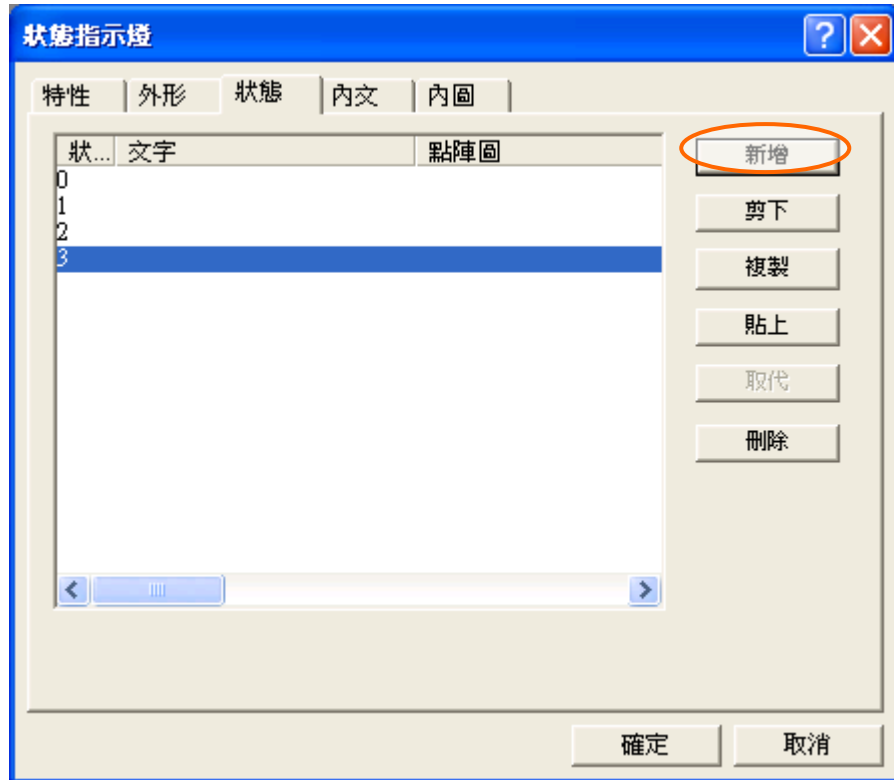 狀態指示燈
特性 外形 狀態 內文 內圖
狀... 文字 點陣圖
0
1
2
3
新增
剪下
複製
貼上
取代
刪除
確定 取消